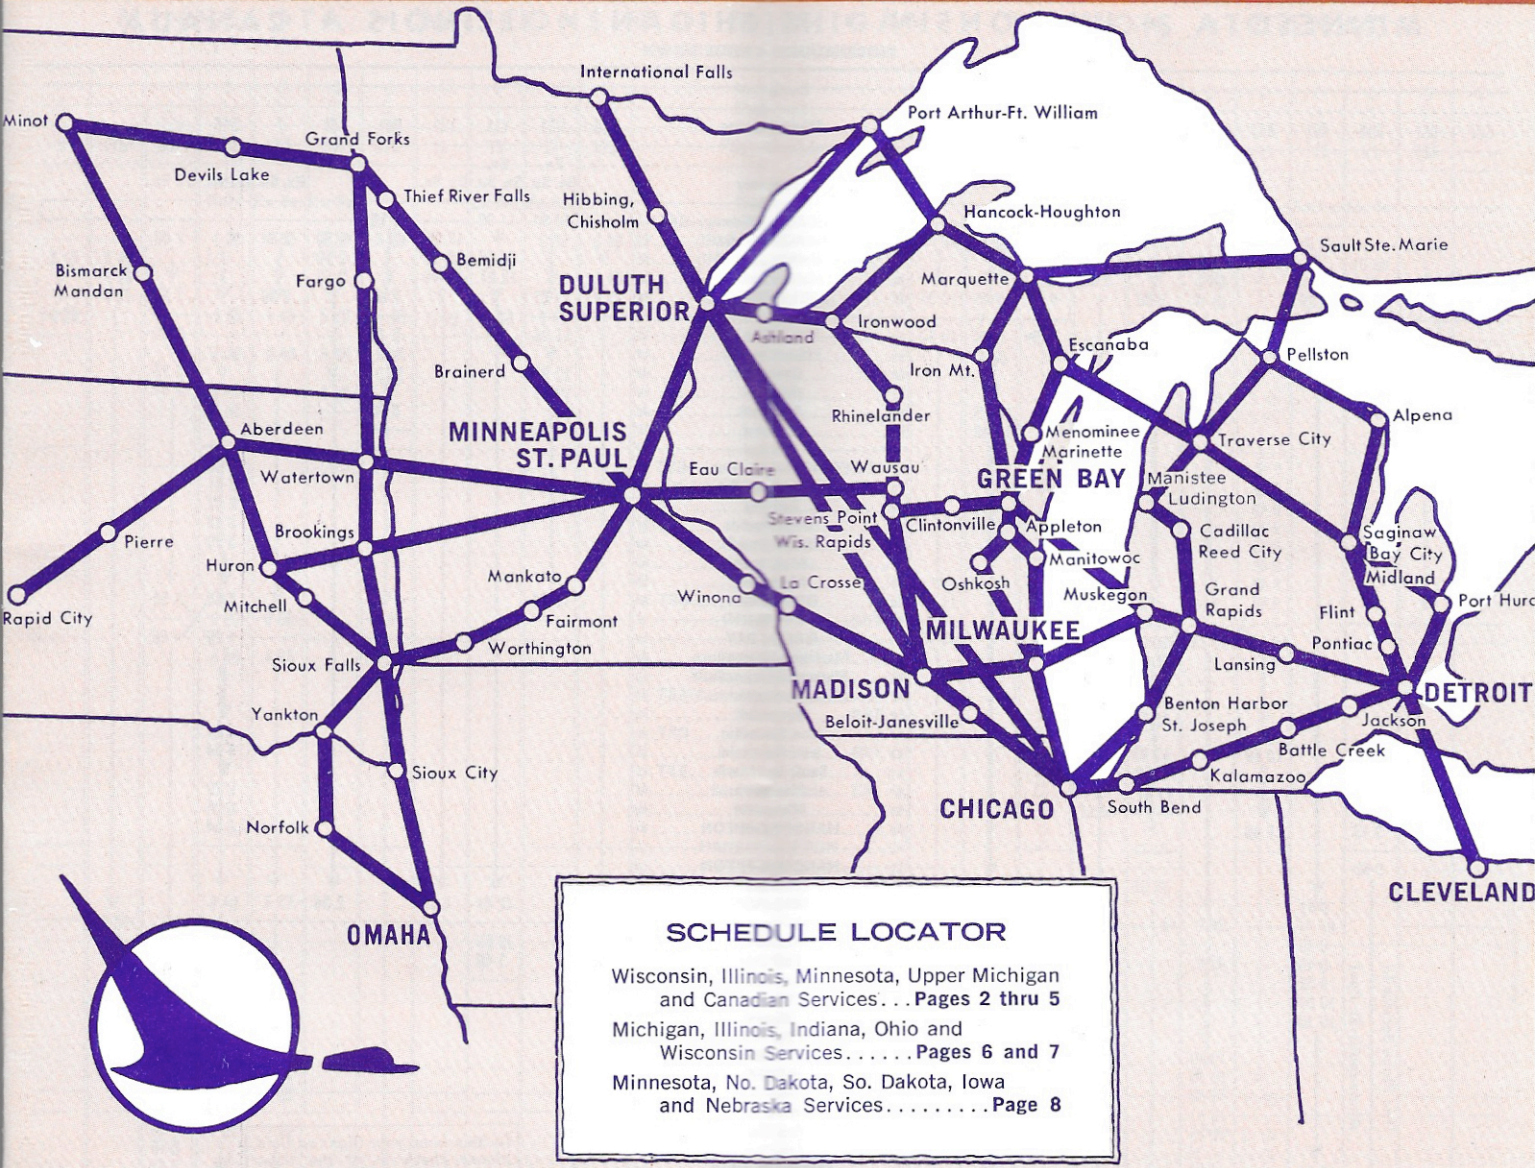 International Falls
Port Arthur-Ft. William
Minot
Grand Forks
Devils Lake
Thief River Falls
Hibbing,
Chisholm
Hancock-Houghton
Sault Ste. Marie
Bismarck
Mandan
Fargo
Bemidji
DULUTH
SUPERIOR
Marquette
Ashland
Ironwood
Escanaba
Pellston
Brainerd
Iron Mt.
Rhinelander
Alpena
Aberdeen
MINNEAPOLIS
ST. PAUL
Menominee
Marinette
Traverse City
Watertown
Eau Claire
Wausau
GREEN BAY
Manistee
Ludington
Brookings
Stevens Point
Wis. Rapids
Clintonville
Appleton
Cadillac
Reed City
Saginaw
Bay City
Midland
Pierre
Huron
Mankato
La Crosse
Oshkosh
Manitowoc
Muskegon
Grand
Rapids
Rapid City
Mitchell
Fairmont
Winona
Flint
Port Huro
Sioux Falls
Worthington
MILWAUKEE
Lansing
Pontiac
MADISON
DETROIT
Yankton
Beloit-Janesville
Benton Harbor
St. Joseph
Jackson
Battle Creek
Sioux City
Kalamazoo
Norfolk
CHICAGO
South Bend
OMAHA
CLEVELAND
SCHEDULE LOCATOR
Wisconsin, Illinois, Minnesota, Upper Michigan
and Canadian Services. . . Pages 2 thru 5
Michigan, Illinois, Indiana, Ohio and
Wisconsin Services. . . . . . Pages 6 and 7
Minnesota, No. Dakota, So. Dakota, Iowa
and Nebraska Services. . . . . . . . . Page 8